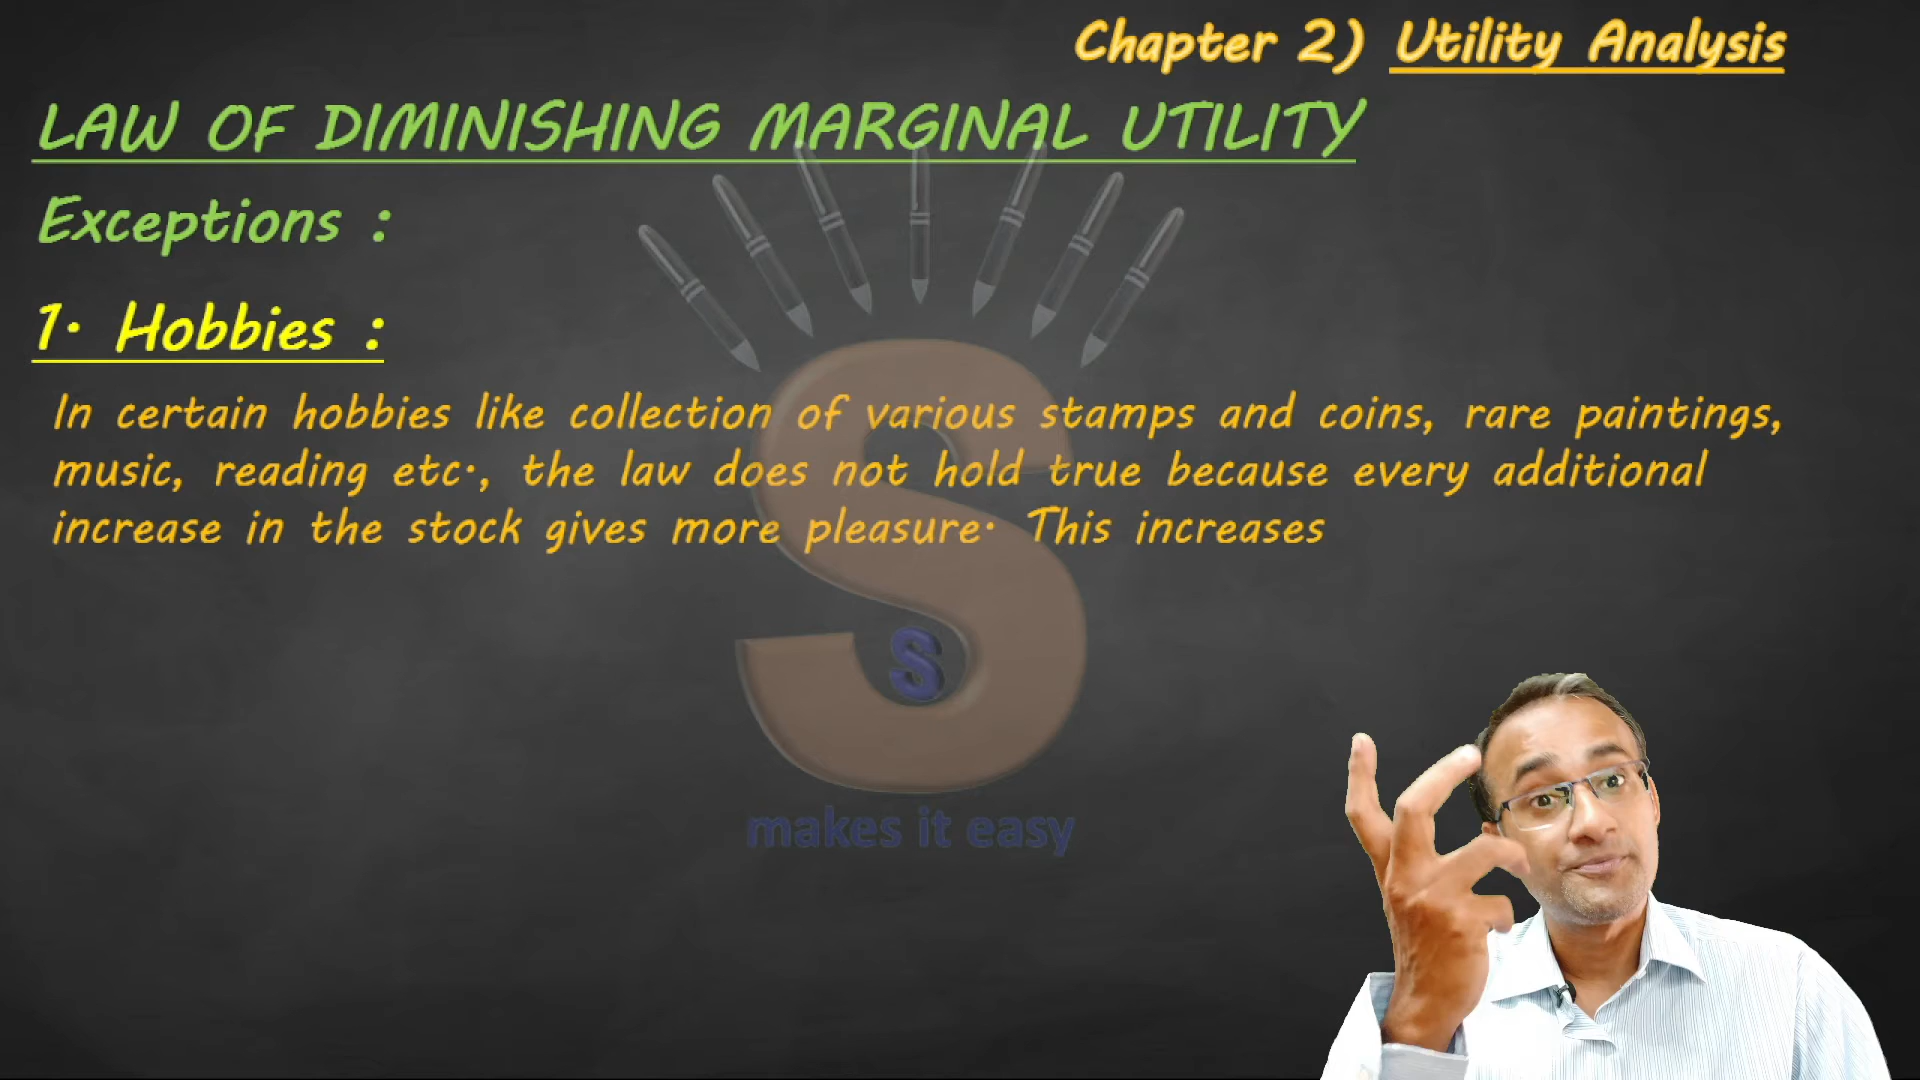 Chapter 2) Utility Analysis
LAW OF DIMINISHING MARGINAL UTILITY
Exceptions :
1. Hobbies :
In certain hobbies like collection of various stamps and coins, rare paintings,
music, reading etc., the law does not hold true because every additional
increase in the stock gives more pleasure. This increases
S
S
makes it easy